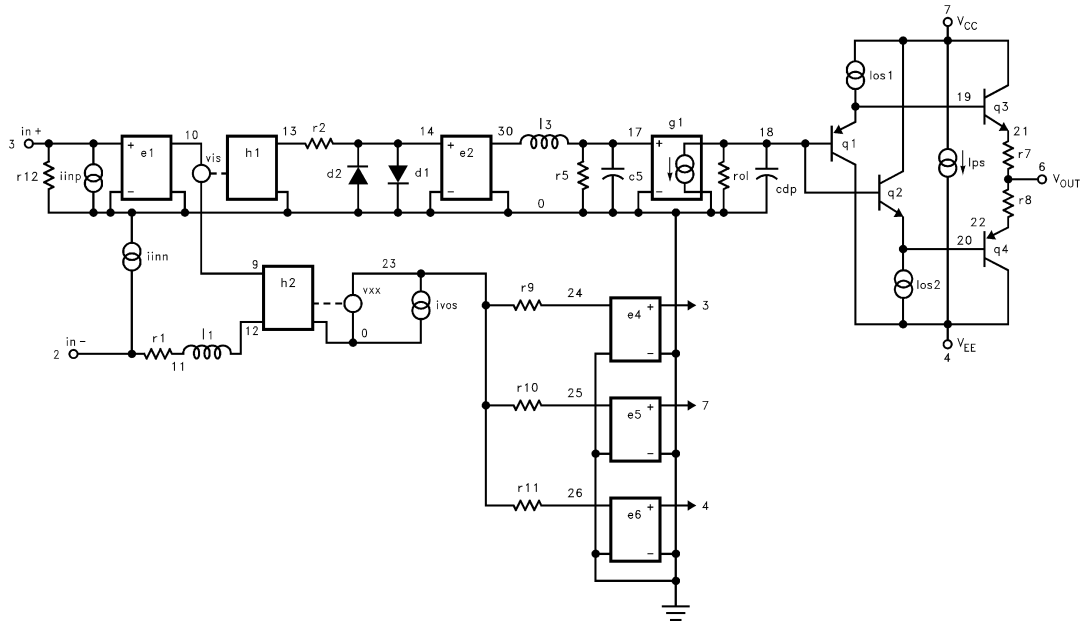 7
VCC
Ios1
19
q3
in+
3
10
13
r2
14
30
l3
17
g1
18
21
e1
vis
h1
e2
q1
r7
6
VOUT
r12
iinp
d2
d1
r5
c5
rol
cdp
Ips
q2
r8
0
22
20
q4
iinn
9
23
h2
vxx
ivos
Ios2
r9
24
+
e4
3
0
12
r1
l1
in-
2
11
VEE
4
r10
25
e5
7
r11
26
e6
4